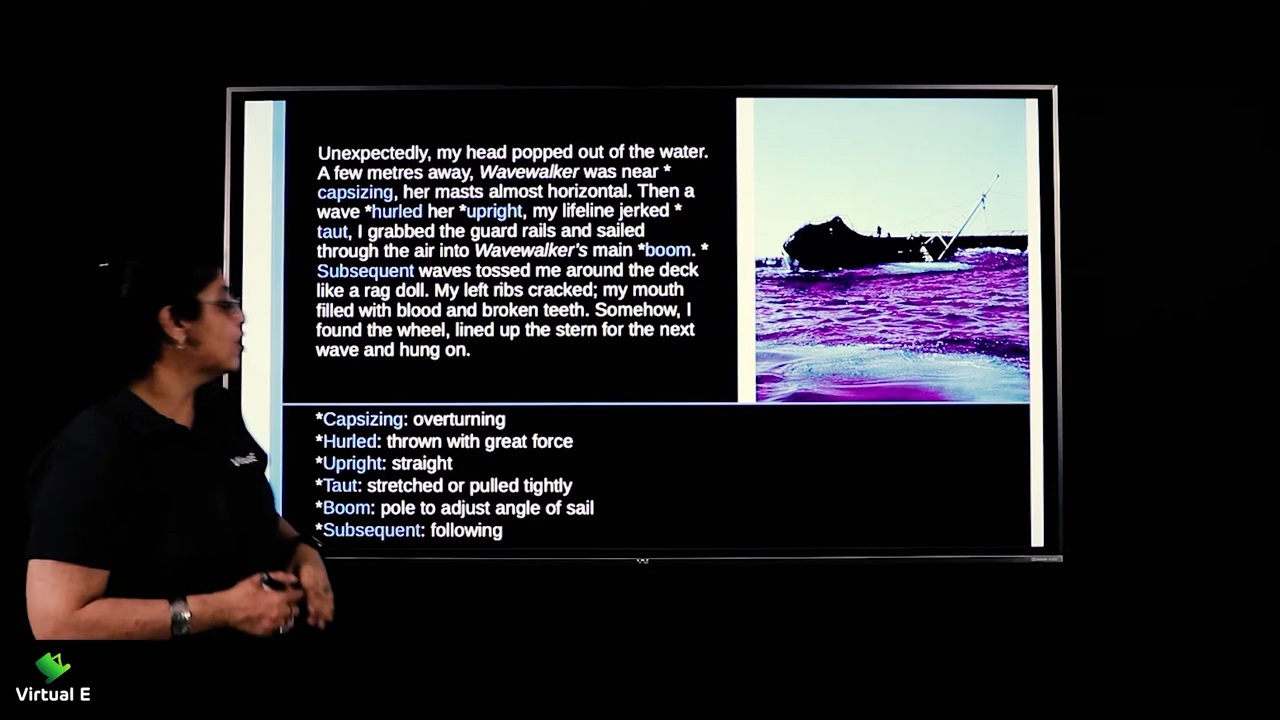 Unexpectedly, my head popped out of the water.
A few metres away, Wavewalker was near *
capsizing, her masts almost horizontal. Then a
wave *hurled her *upright, my lifeline jerked *
taut, I grabbed the guard rails and sailed
through the air into Wavewalker's main *boom. *
Subsequent waves tossed me around the deck
like a rag doll. My left ribs cracked; my mouth
filled with blood and broken teeth. Somehow, I
found the wheel, lined up the stern for the next
wave and hung on.
*Capsizing: overturning
*Hurled: thrown with great force
*Upright: straight
*Taut: stretched or pulled tightly
*Boom: pole to adjust angle of sail
*Subsequent: following
Virtual E